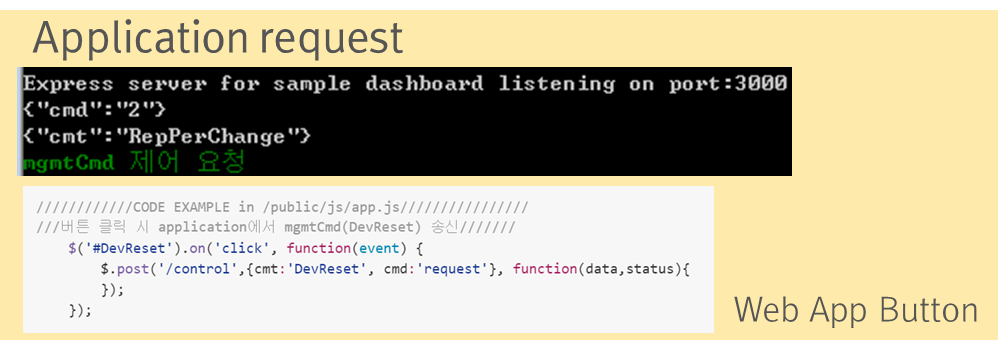 Application request
Express server for sample dashboard listening on port:3000
{"cmd":"2"}
{"cmt":"RepPerChange"}
mgmtCmd 제어 요청
////////////CODE EXAMPLE in /public/js/app.js////////////////
///버튼 클릭 시 application에서 mgmtCmd(DevReset) 송신///////
$('#DevReset').on('click', function(event) {
$.post('/control',{cmt:'DevReset', cmd:'request'}, function(data,status){
});
});
Web App Button